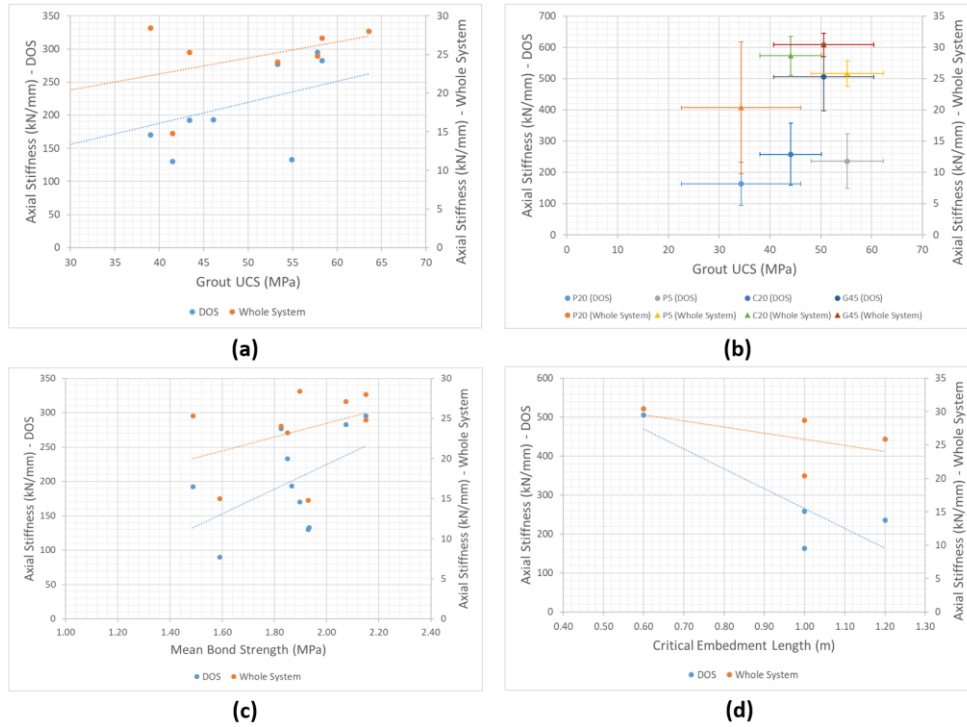 Axial Stiffness (kN/mm) - DOS
350
300
250
200
150
100
50
0
30 35 40 45 50 55 60 65 70
Grout UCS (MPa)
30
25
20
15
10
5
0
Axial Stiffness (kN/mm) - Whole System
DOS Whole System
(a)
Axial Stiffness (kN/mm) - DOS
700
600
500
400
300
200
100
0
0 10 20 30 40 50 60 70
Grout UCS (MPa)
35
30
25
20
15
10
5
0
Axial Stiffness (kN/mm) - Whole System
P20 (DOS) P5 (DOS) C20 (DOS) G45 (DOS)
P20 (Whole System) P5 (Whole System) C20 (Whole System) G45 (Whole System)
(b)
Axial Stiffness (kN/mm) - DOS
350
300
250
200
150
100
50
0
1.00 1.20 1.40 1.60 1.80 2.00 2.20 2.40
Mean Bond Strength (MPa)
30
25
20
15
10
5
0
Axial Stiffness (kN/mm) - Whole System
DOS Whole System
(c)
Axial Stiffness (kN/mm) - DOS
600
500
400
300
200
100
0
0.40 0.50 0.60 0.70 0.80 0.90 1.00 1.10 1.20 1.30
Critical Embedment Length (m)
35
30
25
20
15
10
5
0
Axial Stiffness (kN/mm) - Whole System
DOS Whole System
(d)